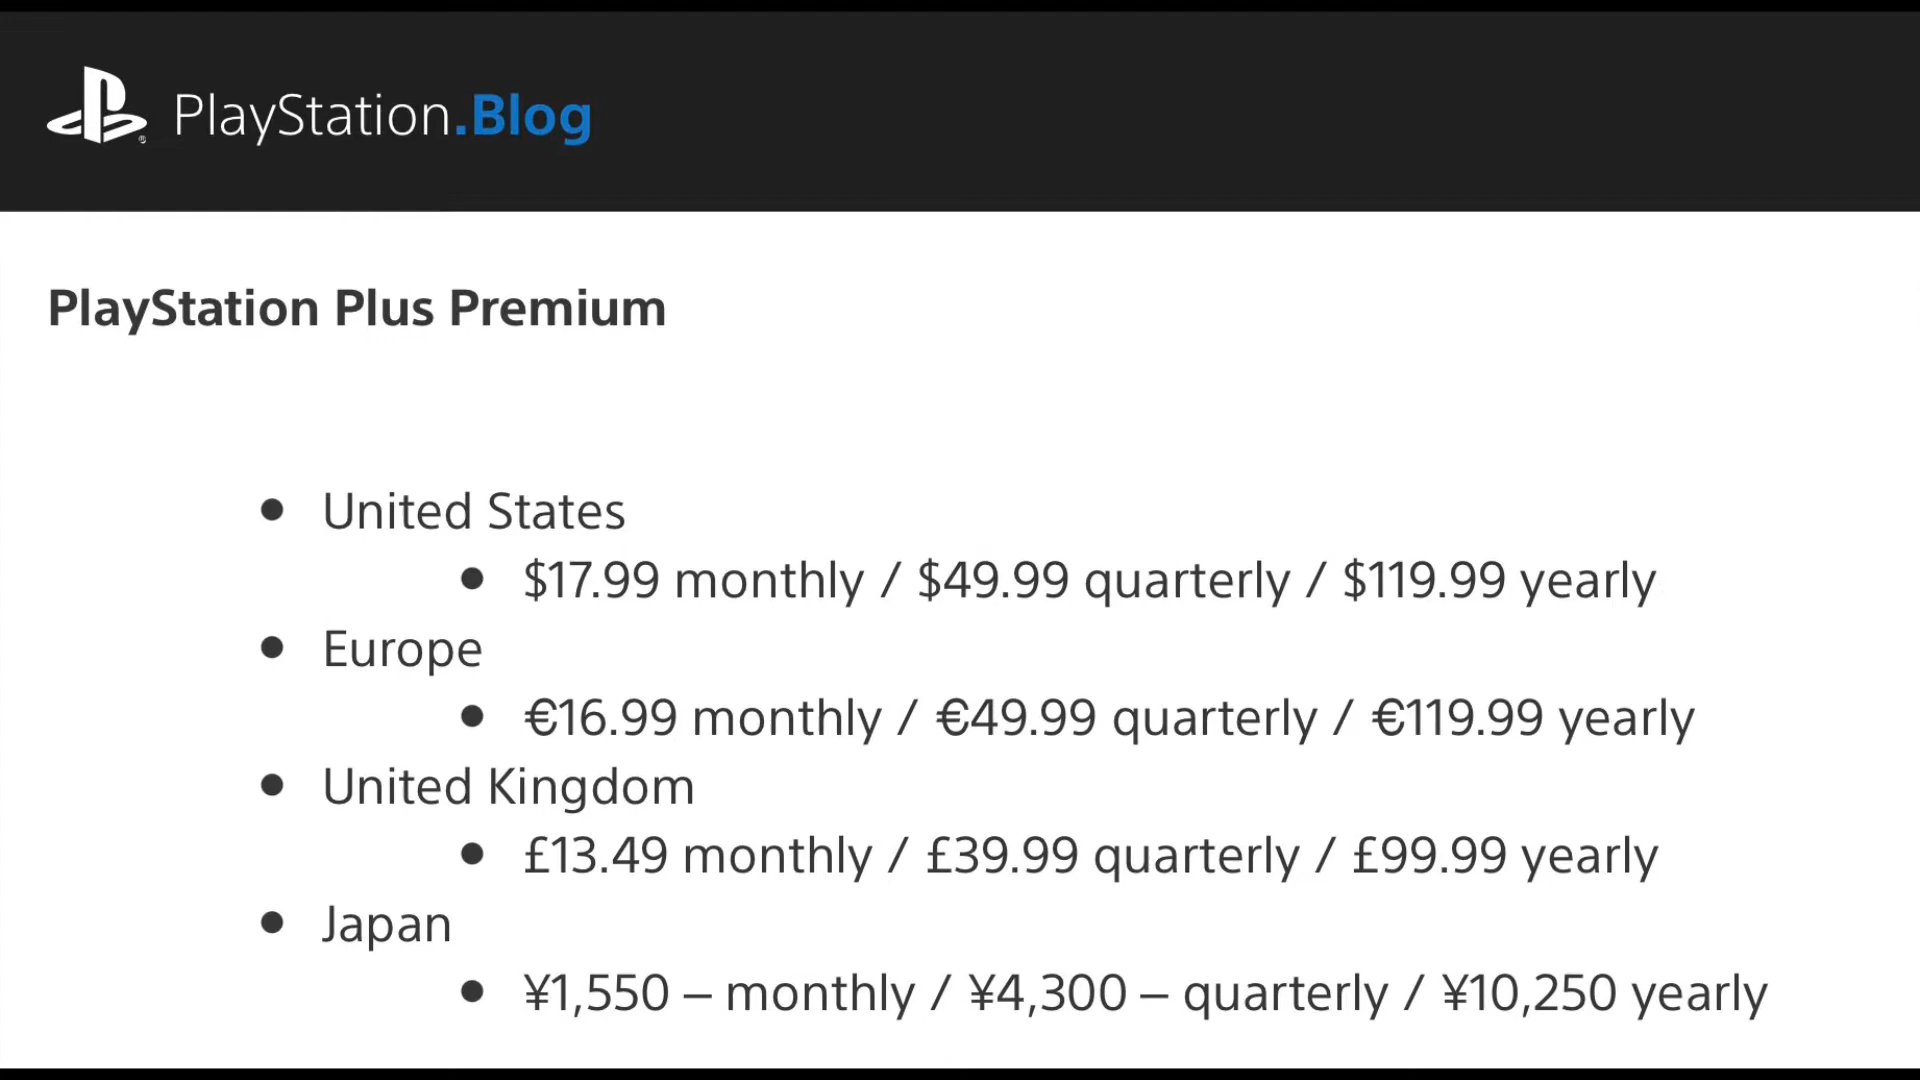 PlayStation.Blog
PlayStation Plus Premium
• United States
• $17.99 monthly / $49.99 quarterly / $119.99 yearly
• Europe
• €16.99 monthly / €49.99 quarterly / €119.99 yearly
• United Kingdom
• £13.49 monthly / £39.99 quarterly / £99.99 yearly
• Japan
• ¥1,550 – monthly / ¥4,300 – quarterly / ¥10,250 yearly